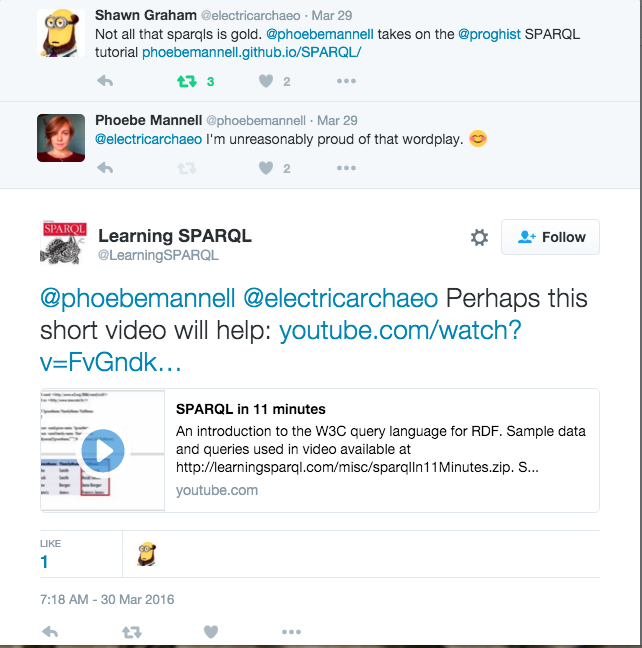 Shawn Graham @electricarchaeo · Mar 29
Not all that sparqls is gold. @phoebemannell takes on the @proghist SPARQL
tutorial phoebemannell.github.io/SPARQL/
3 2
Phoebe Mannell @phoebemannell · Mar 29
@electricarchaeo I'm unreasonably proud of that wordplay. 😊
2
SPARQL
Learning SPARQL
@LearningSPARQL
Follow
@phoebemannell @electricarchaeo Perhaps this
short video will help: youtube.com/watch?
v=FvGndk…
SPARQL in 11 minutes
An introduction to the W3C query language for RDF. Sample data
and queries used in video available at
http://learningsparql.com/misc/sparqlIn11Minutes.zip. S...
youtube.com
LIKE
1
7:18 AM - 30 Mar 2016